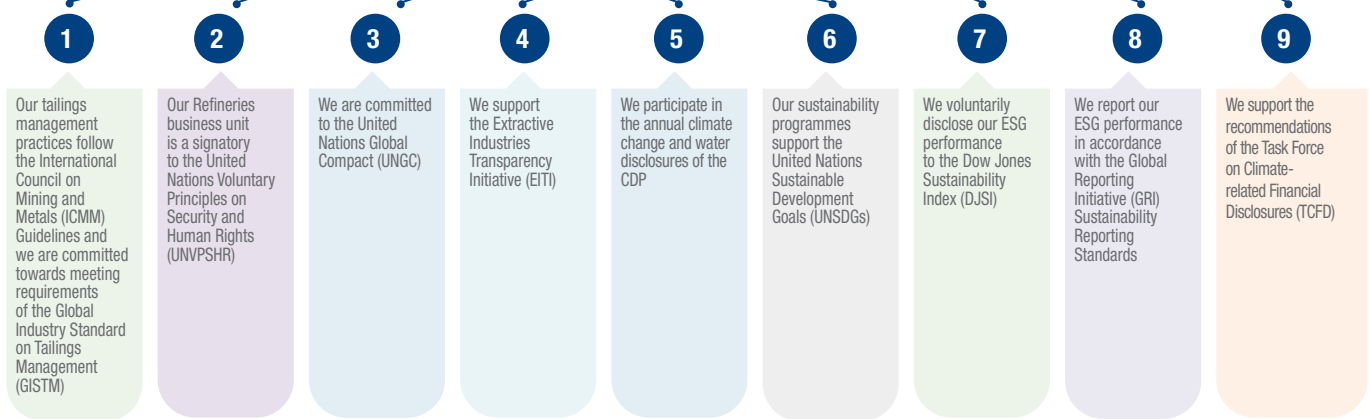 1
Our tailings
management
practices follow
the International
Council on
Mining and
Metals (ICMM)
Guidelines and
we are committed
towards meeting
requirements
of the Global
Industry Standard
on Tailings
Management
(GISTM)
2
Our Refineries
business unit
is a signatory
to the United
Nations Voluntary
Principles on
Security and
Human Rights
(UNVPSHR)
3
We are committed
to the United
Nations Global
Compact (UNGC)
4
We support
the Extractive
Industries
Transparency
Initiative (EITI)
5
We participate in
the annual climate
change and water
disclosures of the
CDP
6
Our sustainability
programmes
support the
United Nations
Sustainable
Development
Goals (UNSDGs)
7
We voluntarily
disclose our ESG
performance
to the Dow Jones
Sustainability
Index (DJSI)
8
We report our
ESG performance
in accordance
with the Global
Reporting
Initiative (GRI)
Sustainability
Reporting
Standards
9
We support the
recommendations
of the Task Force
on Climate-
related Financial
Disclosures (TCFD)